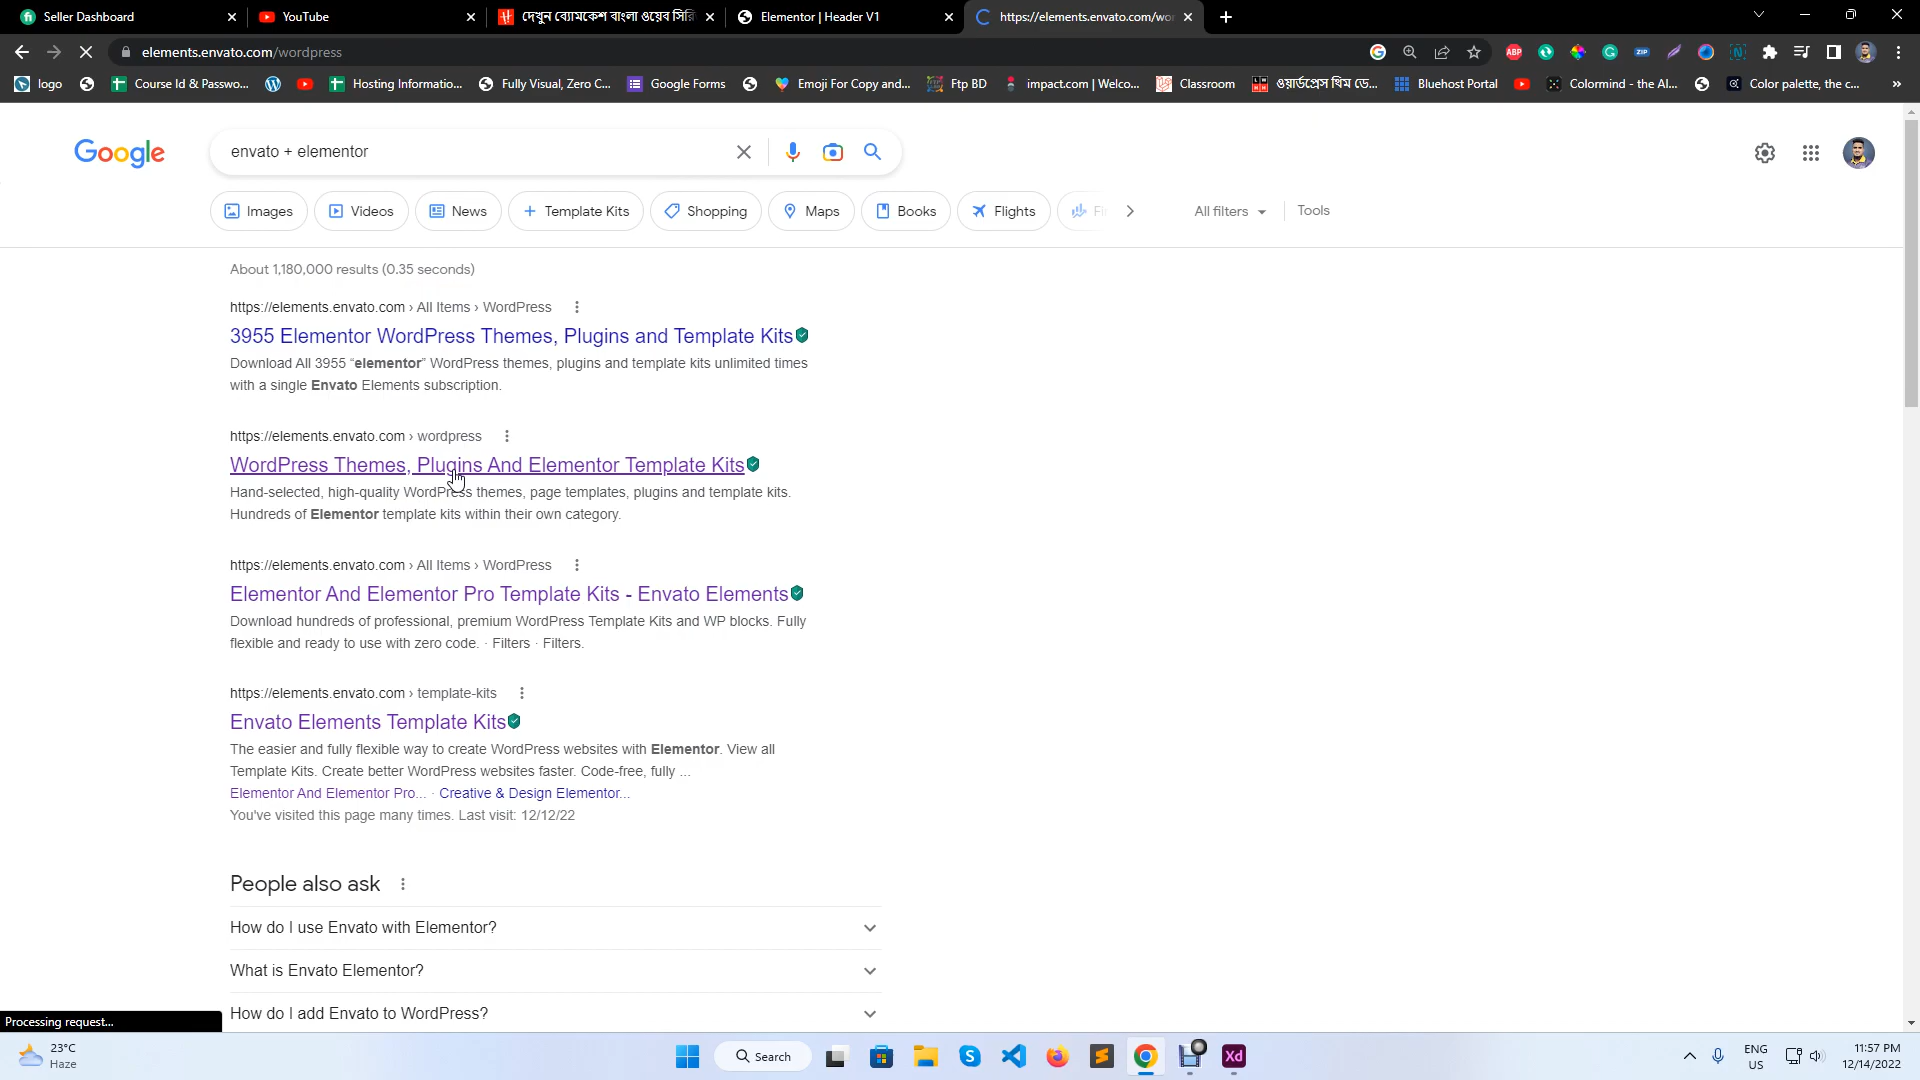 Seller Dashboard
YouTube
দেখুন ব্যোমকেশ বাংলা ওয়েব সিরি
Elementor | Header V1
https://elements.envato.com/wo
elements.envato.com/wordpress
logo
Course Id & Passwo...
Hosting Informatio...
Fully Visual, Zero C...
Google Forms
Emoji For Copy and...
Ftp BD
impact.com | Welco...
Classroom
ওয়ার্ডপ্রেস থিম ডে...
Bluehost Portal
Colormind - the AI...
Color palette, the c...
»
Google
envato + elementor
Images
Videos
News
Template Kits
Shopping
Maps
Books
Flights
All filters
Tools
About 1,180,000 results (0.35 seconds)
https://elements.envato.com › All Items › WordPress
3955 Elementor WordPress Themes, Plugins and Template Kits
Download All 3955 “elementor” WordPress themes, plugins and template kits unlimited times
with a single Envato Elements subscription.
https://elements.envato.com › wordpress
WordPress Themes, Plugins And Elementor Template Kits
Hand-selected, high-quality WordPress themes, page templates, plugins and template kits.
Hundreds of Elementor template kits within their own category.
https://elements.envato.com › All Items › WordPress
Elementor And Elementor Pro Template Kits - Envato Elements
Download hundreds of professional, premium WordPress Template Kits and WP blocks. Fully
flexible and ready to use with zero code. · Filters · Filters.
https://elements.envato.com › template-kits
Envato Elements Template Kits
The easier and fully flexible way to create WordPress websites with Elementor. View all
Template Kits. Create better WordPress websites faster. Code-free, fully ...
Elementor And Elementor Pro... · Creative & Design Elementor...
You've visited this page many times. Last visit: 12/12/22
People also ask
How do I use Envato with Elementor?
What is Envato Elementor?
How do I add Envato to WordPress?
Processing request...
23°C
Haze
Search
Xd
ENG
US
11:57 PM
12/14/2022